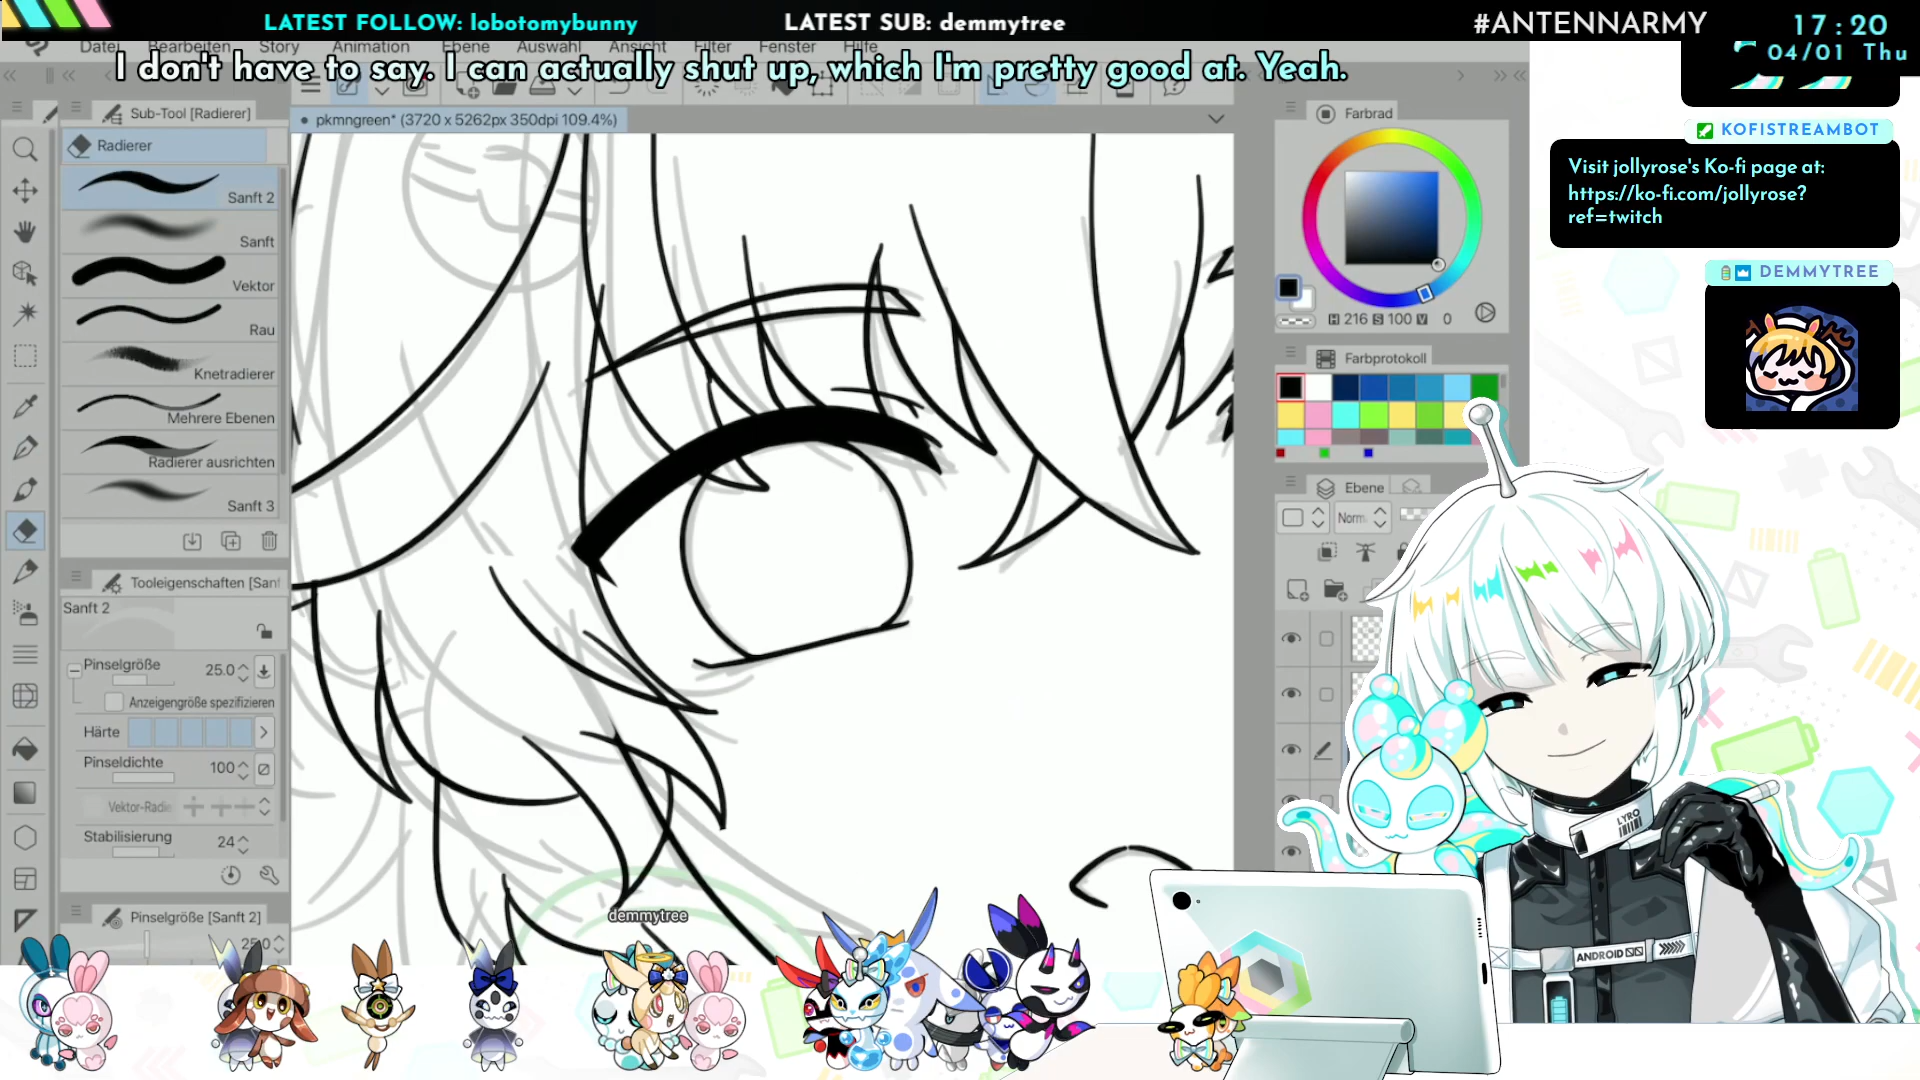 LATEST FOLLOW: lobotomybunny
LATEST SUB: demmytree
#ANTENNARMY
17:20
04/01 Thu
Datei Bearbeiten Story Animation Ebene Auswahl Ansicht Filter Fenster Hilfe
I don't have to say. I can actually shut up, which I'm pretty good at. Yeah.
Sub-Tool [Radierer]
pkmngreen* (3720 x 5262px 350dpi 109.4%)
Farbrad
Radierer
Sanft 2
Sanft
Vektor
Rau
Knetradierer
Mehrere Ebenen
Radierer ausrichten
Sanft 3
H 216 S 100 V 0
Farbprotokoll
Ebene
Norm
KOFISTREAMBOT
Visit jollyrose's Ko-fi page at:
https://ko-fi.com/jollyrose?
ref=twitch
DEMMYTREE
Tooleigenschaften [Sanf
Sanft 2
Pinselgröße 25.0
Anzeigengröße spezifizieren
Härte
Pinseldichte 100
Vektor-Radie
Stabilisierung 24
Pinselgröße [Sanft 2]
25.0
demmytree
LYRO
ANDROID